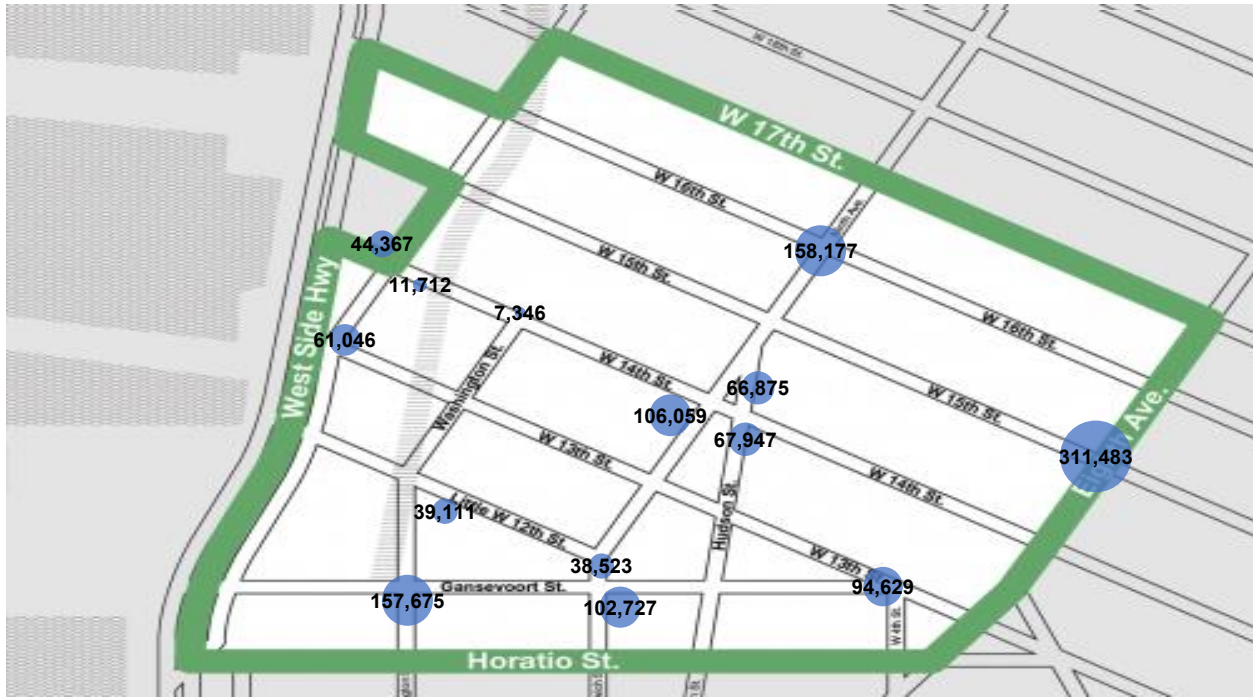 W 18th St.
W 17th St.
W 16th St.
44,367
158,177
W 15th St.
11,712
West Side Hwy
7,346
W 16th St.
61,046
Washington St.
W 14th St.
66,875
W 15th St.
106,059
67,947
Ave.
311,483
W 13th St.
W 14th St.
39,111
Little W 12th St.
Hudson St.
38,523
W 13th
Gansevoort St.
94,629
157,675
102,727
W 4th St.
Horatio St.